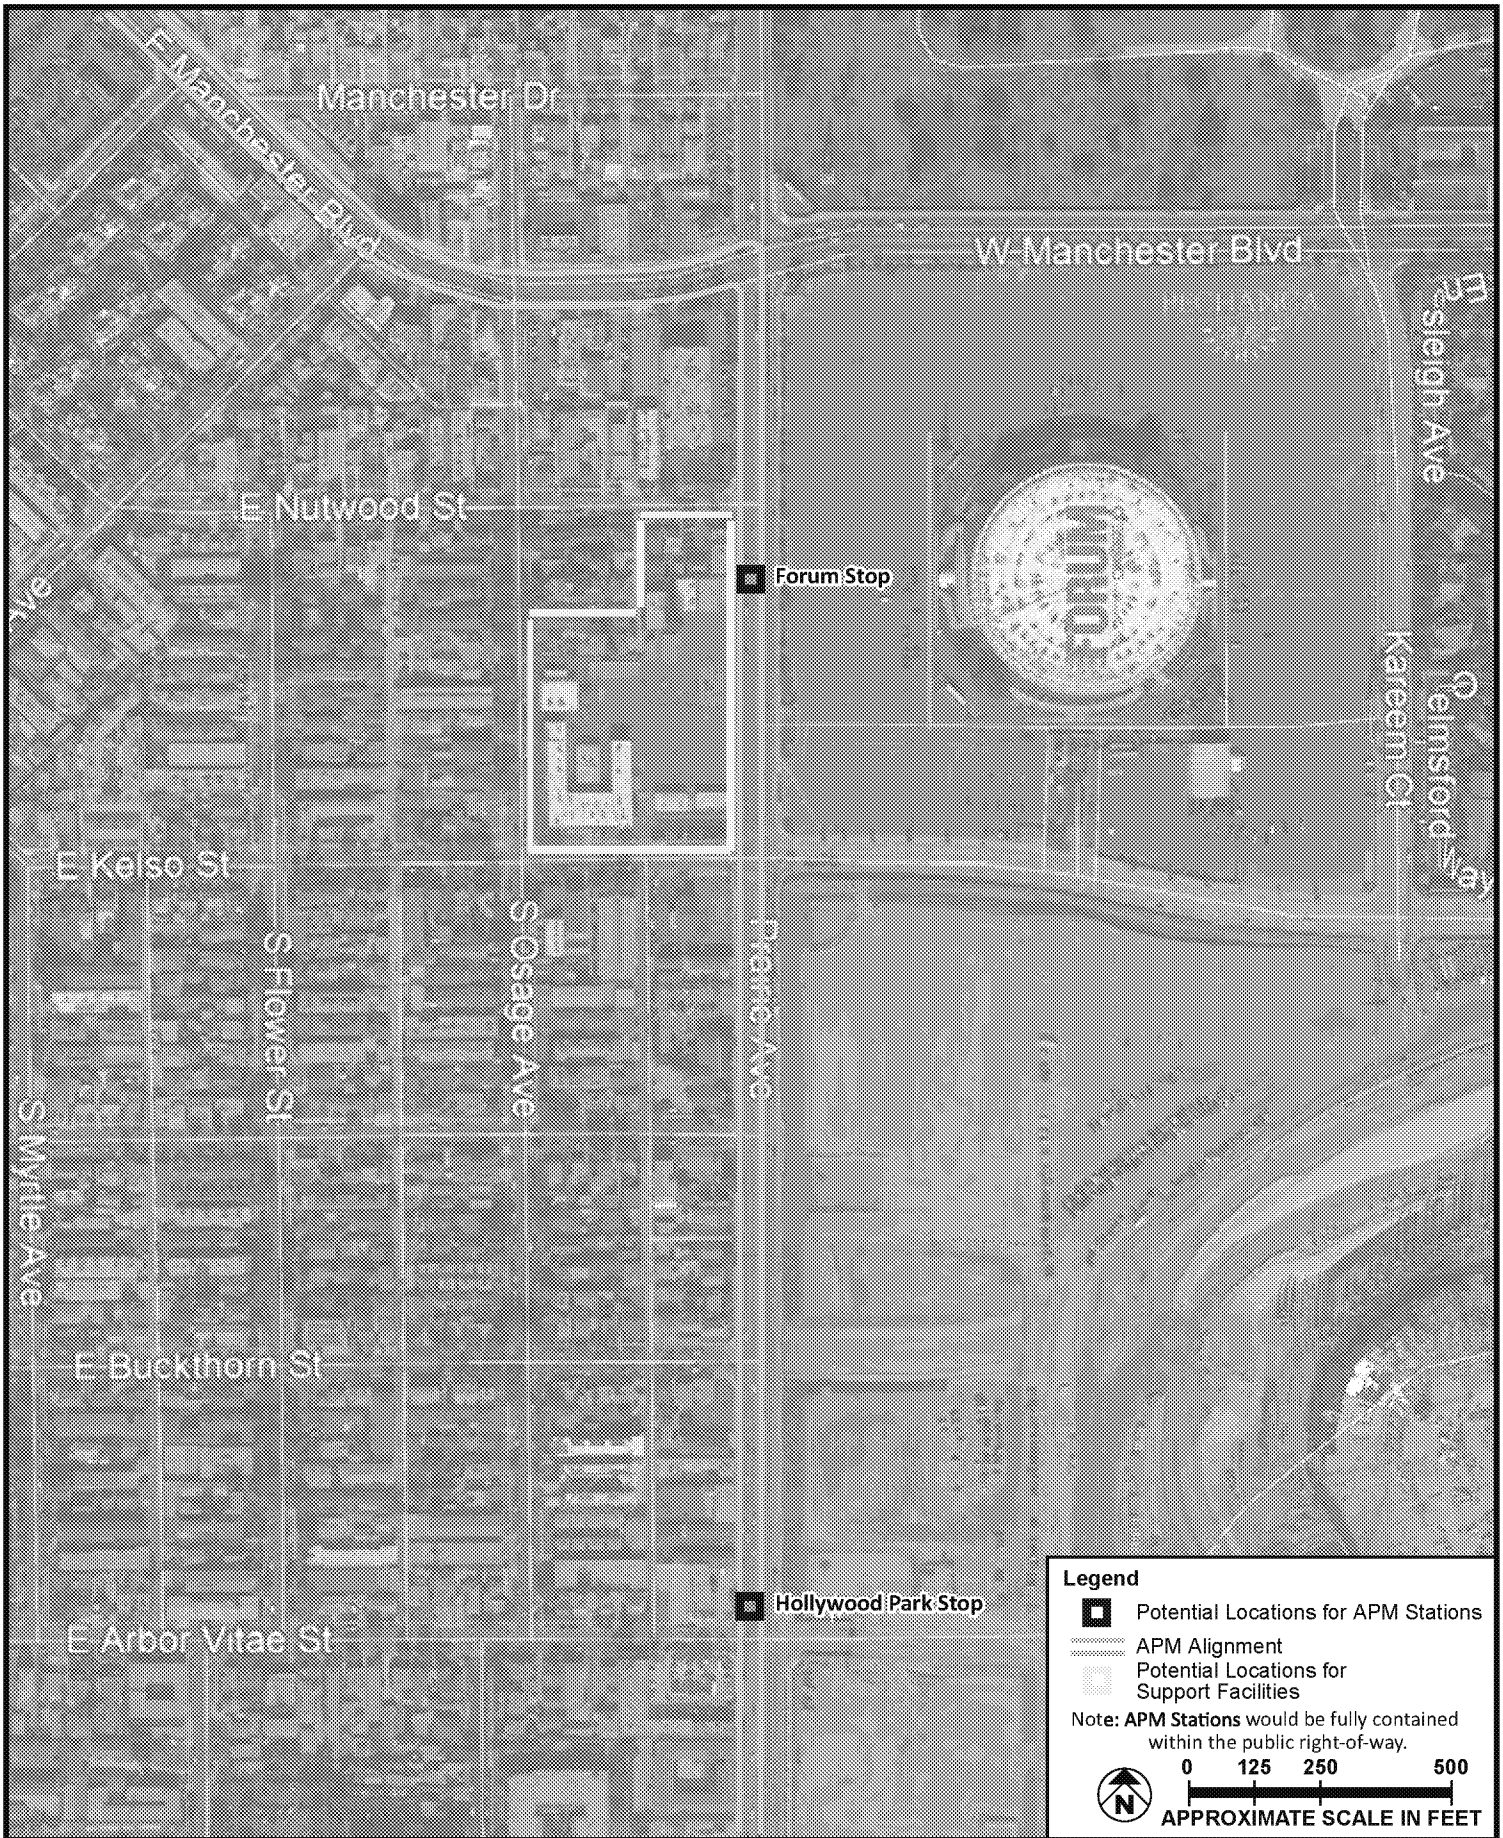 E Manchester Blvd
Manchester Dr
W Manchester Blvd
E Nutwood St
Forum Stop
FORUM
Kareem Ct
E Kelso St
S Osage Ave
S Flower St
S Myrtle Ave
E Buckthorn St
Hollywood Park Stop
E Arbor Vitae St
Legend
Potential Locations for APM Stations
APM Alignment
Potential Locations for
Support Facilities
Note: APM Stations would be fully contained
within the public right-of-way.
0 125 250 500
N
APPROXIMATE SCALE IN FEET